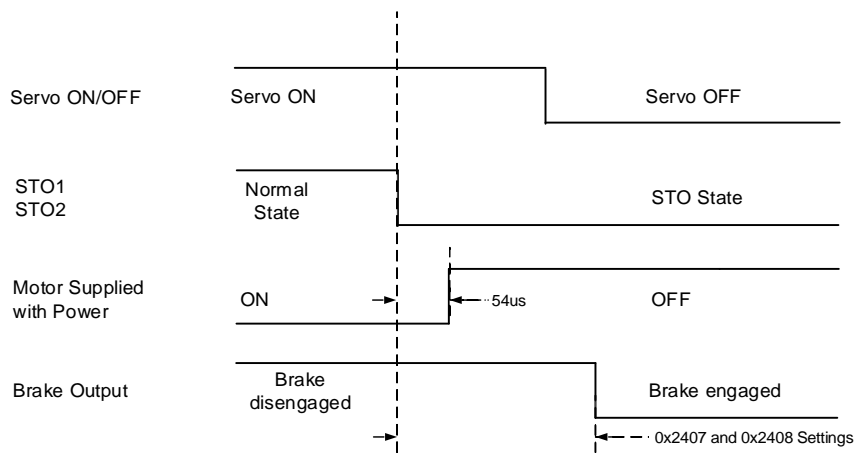 Servo ON/OFF
Servo ON
Servo OFF
STO1
STO2
Normal
State
STO State
Motor Supplied
with Power
ON
54us
OFF
Brake Output
Brake
disengaged
Brake engaged
0x2407 and 0x2408 Settings